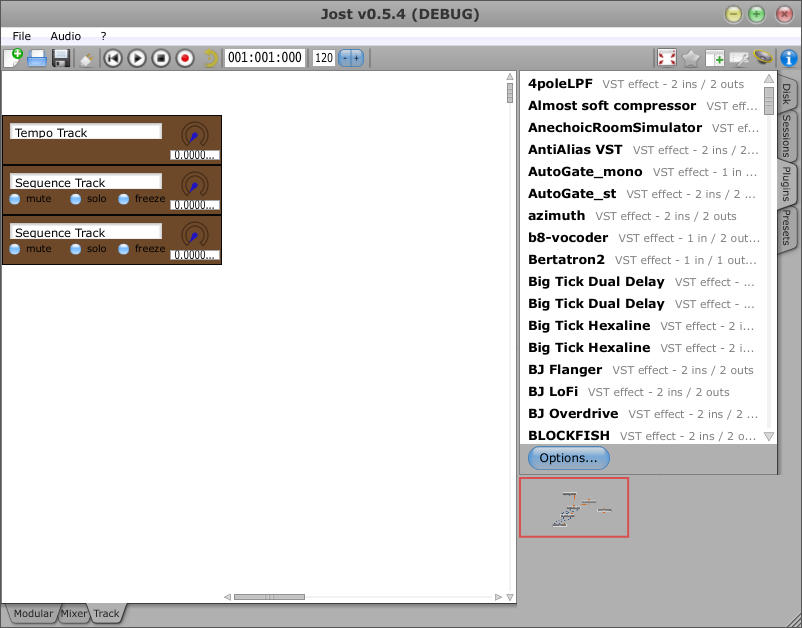 Jost v0.5.4 (DEBUG)
File Audio ?
001:001:000 120 - +
Tempo Track
0.0000...
Sequence Track
mute solo freeze 0.0000...
Sequence Track
mute solo freeze 0.0000...
4poleLPF VST effect - 2 ins / 2 outs
Almost soft compressor VST eff...
AnechoicRoomSimulator VST ef...
AntiAlias VST VST effect - 2 ins / 2...
AutoGate_mono VST effect - 1 in ...
AutoGate_st VST effect - 2 ins / 2 ...
azimuth VST effect - 2 ins / 2 outs
b8-vocoder VST effect - 1 in / 2 out...
Bertatron2 VST effect - 1 in / 1 out...
Big Tick Dual Delay VST effect - ...
Big Tick Dual Delay VST effect - ...
Big Tick Hexaline VST effect - 2 i...
Big Tick Hexaline VST effect - 2 i...
BJ Flanger VST effect - 2 ins / 2 outs
BJ LoFi VST effect - 2 ins / 2 outs
BJ Overdrive VST effect - 2 ins / 2 ...
BLOCKFISH VST effect - 2 ins / 2 o...
Options...
Disk
Sessions
Plugins
Presets
Modular Mixer Track